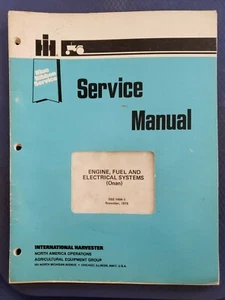 IH
Service
Manual
ENGINE, FUEL AND
ELECTRICAL SYSTEMS
(Onan)
INTERNATIONAL HARVESTER
NORTH AMERICA OPERATIONS
AGRICULTURAL EQUIPMENT GROUP